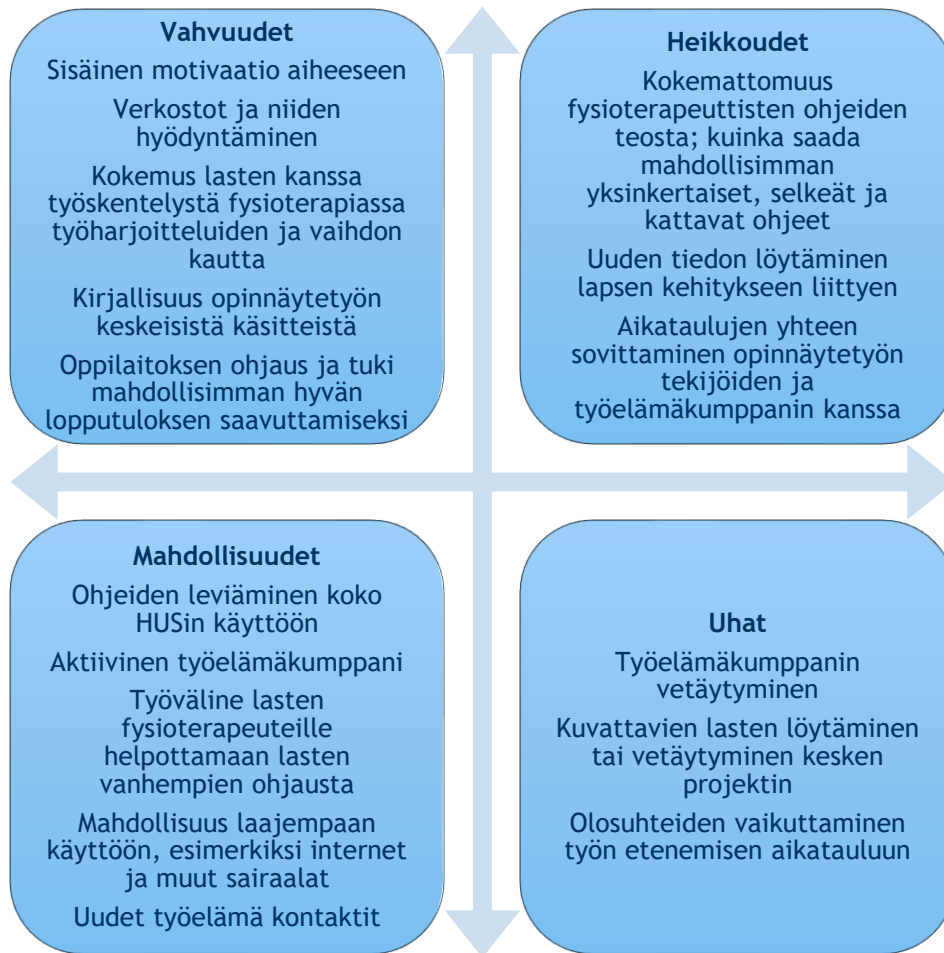 Vahvuudet
Sisäinen motivaatio aiheeseen
Verkostot ja niiden
hyödyntäminen
Kokemus lasten kanssa
työskentelystä fysioterapiassa
työharjoitteluiden ja vaihdon
kautta
Kirjallisuus opinnäytetyön
keskeisistä käsitteistä
Oppilaitoksen ohjaus ja tuki
mahdollisimman hyvän
lopputuloksen saavuttamiseksi
Heikkoudet
Kokemattomuus
fysioterapeuttisten ohjeiden
teosta; kuinka saada
mahdollisimman
yksinkertaiset, selkeät ja
kattavat ohjeet
Uuden tiedon löytäminen
lapsen kehitykseen liittyen
Aikataulujen yhteen
sovittaminen opinnäytetyön
tekijöiden ja
työelämäkumppanin kanssa
Mahdollisuudet
Ohjeiden leviäminen koko
HUSin käyttöön
Aktiivinen työelämäkumppani
Työväline lasten
fysioterapeuteille
helpottamaan lasten
vanhempien ohjausta
Mahdollisuus laajempaan
käyttöön, esimerkiksi internet
ja muut sairaalat
Uudet työelämä kontaktit
Uhat
Työelämäkumppanin
vetäytyminen
Kuvattavien lasten löytäminen
tai vetäytyminen kesken
projektin
Olosuhteiden vaikuttaminen
työn etenemisen aikatauluun